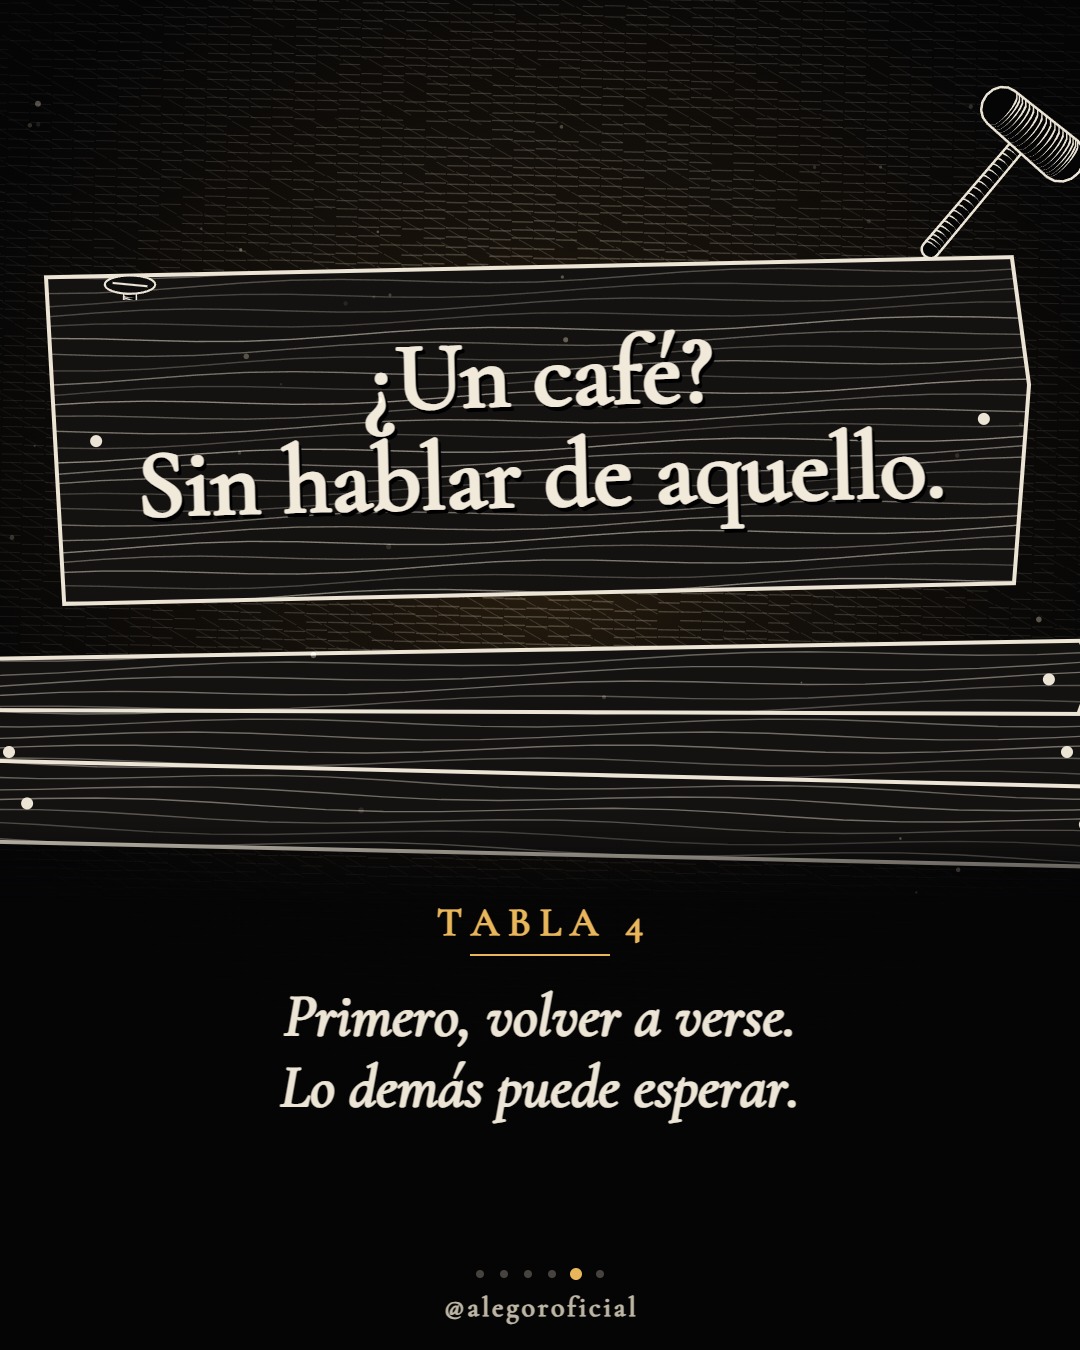 ¿Un café?
Sin hablar de aquello.
TABLA 4
Primero, volver a verse.
Lo demás puede esperar.
@alegoroficial